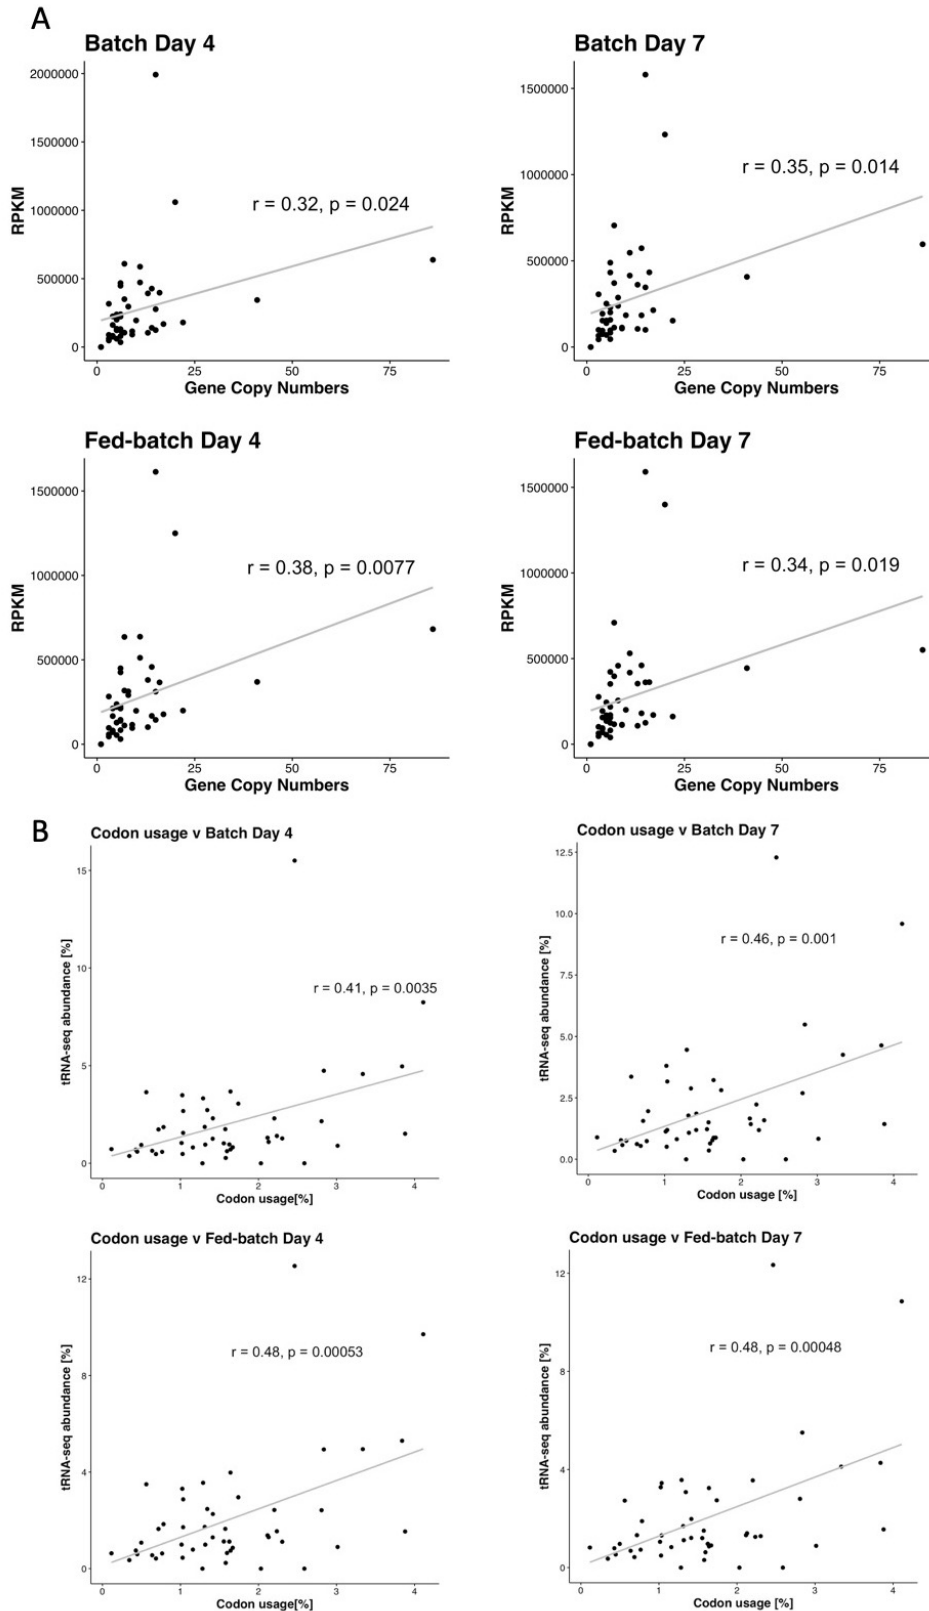 A
Batch Day 4
2000000
1500000
1000000
500000
0
RPKM
r = 0.32, p = 0.024
0 25 50 75
Gene Copy Numbers
Batch Day 7
1500000
1000000
500000
0
RPKM
r = 0.35, p = 0.014
0 25 50 75
Gene Copy Numbers
Fed-batch Day 4
1500000
1000000
500000
0
RPKM
r = 0.38, p = 0.0077
0 25 50 75
Gene Copy Numbers
Fed-batch Day 7
1500000
1000000
500000
0
RPKM
r = 0.34, p = 0.019
0 25 50 75
Gene Copy Numbers
B
Codon usage v Batch Day 4
15
10
5
0
tRNA-seq abundance [%]
r = 0.41, p = 0.0035
0 1 2 3 4
Codon usage[%]
Codon usage v Batch Day 7
12.5
10.0
7.5
5.0
2.5
0.0
tRNA-seq abundance [%]
r = 0.46, p = 0.001
0 1 2 3 4
Codon usage [%]
Codon usage v Fed-batch Day 4
12
8
4
0
tRNA-seq abundance [%]
r = 0.48, p = 0.00053
0 1 2 3 4
Codon usage[%]
Codon usage v Fed-batch Day 7
12
8
4
0
tRNA-seq abundance [%]
r = 0.48, p = 0.00048
0 1 2 3 4
Codon usage [%]